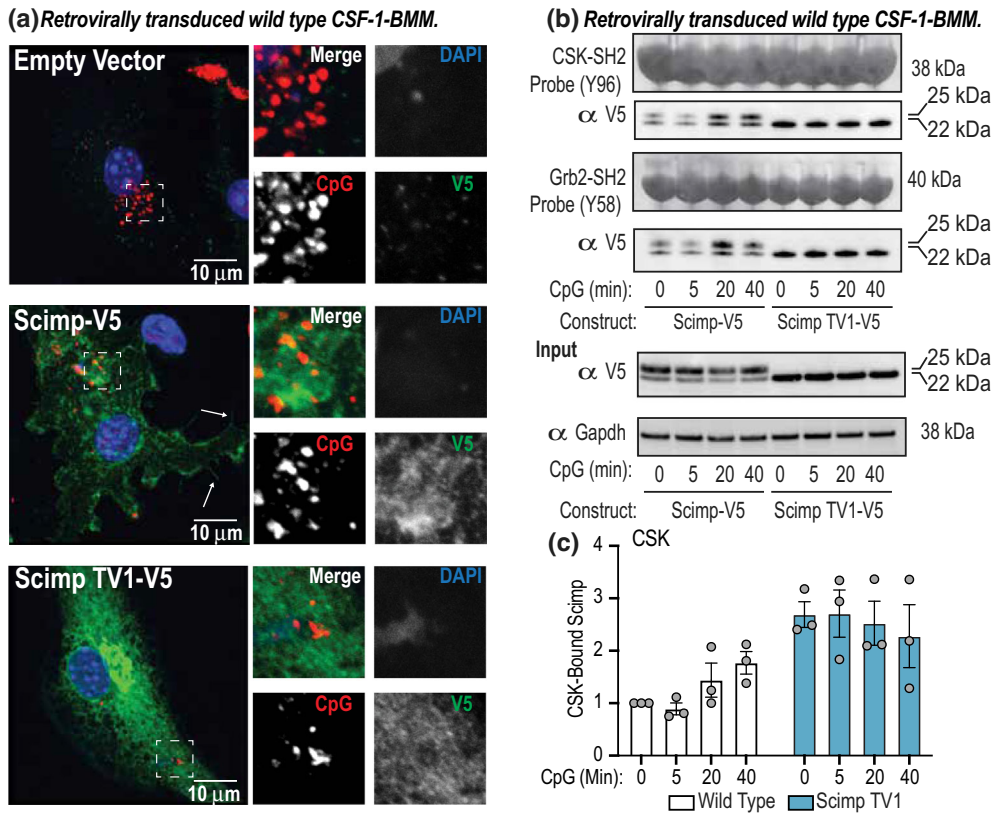 (a) Retrovirally transduced wild type CSF-1-BMM.
Empty Vector
Merge
DAPI
CpG
V5
10 μm
Scimp-V5
Merge
DAPI
CpG
V5
10 μm
Scimp TV1-V5
Merge
DAPI
CpG
V5
10 μm
(b) Retrovirally transduced wild type CSF-1-BMM.
CSK-SH2
Probe (Y96)
38 kDa
α V5
25 kDa
22 kDa
Grb2-SH2
Probe (Y58)
40 kDa
α V5
25 kDa
22 kDa
CpG (min): 0 5 20 40 0 5 20 40
Construct: Scimp-V5 Scimp TV1-V5
Input
α V5
25 kDa
22 kDa
α Gapdh
38 kDa
CpG (min): 0 5 20 40 0 5 20 40
Construct: Scimp-V5 Scimp TV1-V5
(c) CSK
CSK-Bound Scimp
4
3
2
1
0
CpG (Min): 0 5 20 40 0 5 20 40
Wild Type Scimp TV1